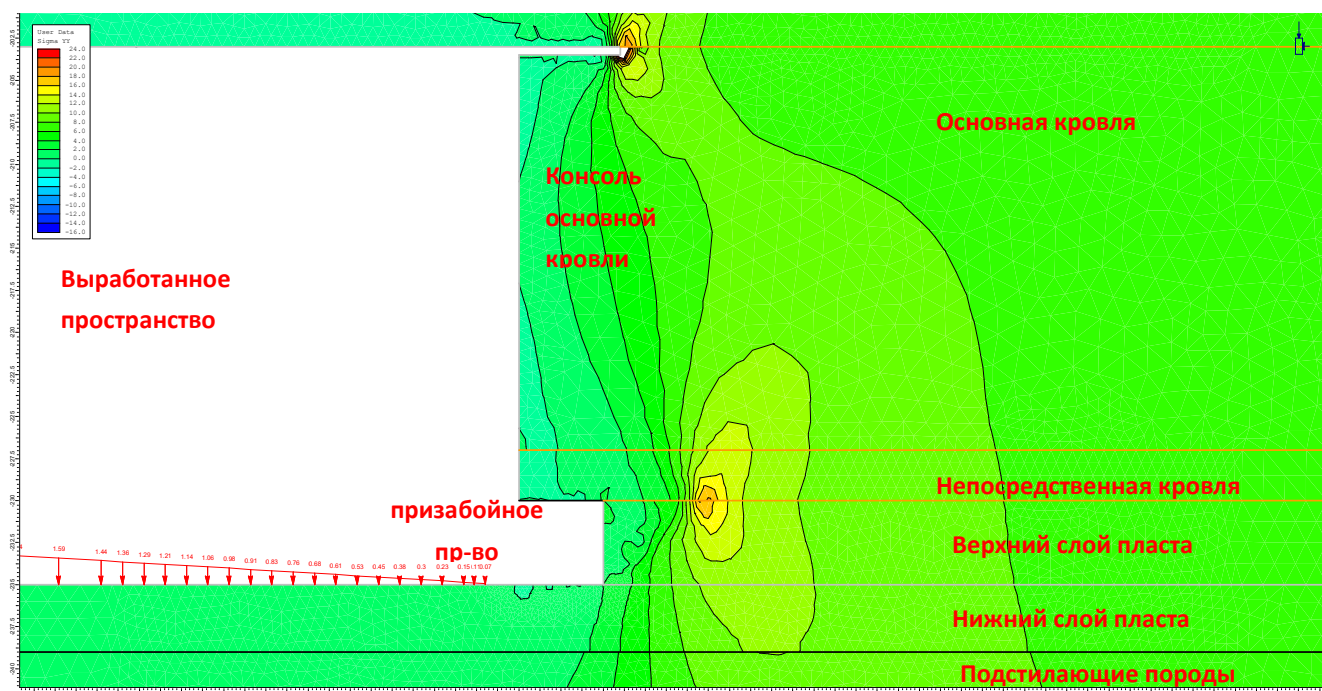 User Data
Sigma YY
24.0
22.0
20.0
18.0
16.0
14.0
12.0
10.0
8.0
6.0
4.0
2.0
0.0
-2.0
-4.0
-6.0
-8.0
-10.0
-12.0
-14.0
-16.0
Основная кровля
Консоль
основной
кровли
Выработанное
пространство
призабойное
пр-во
Непосредственная кровля
Верхний слой пласта
Нижний слой пласта
Подстилающие породы
1.59 1.44 1.36 1.29 1.21 1.14 1.06 0.98 0.91 0.83 0.76 0.68 0.61 0.53 0.45 0.38 0.3 0.23 0.15 0.07